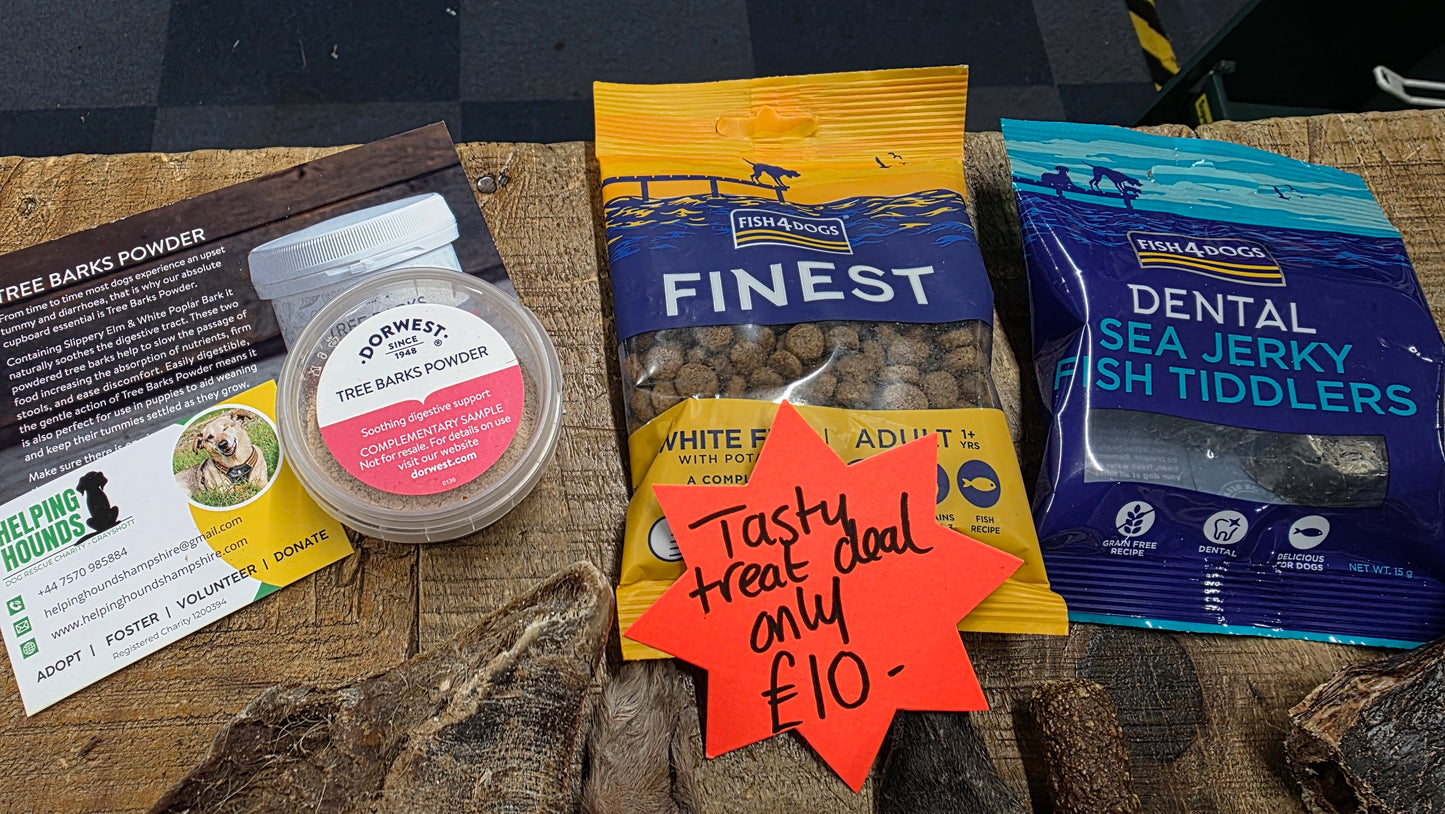 TREE BARKS POWDER
From time to time most dogs experience an upset
tummy and diarrhoea, that is why our absolute
cupboard essential is Tree Barks Powder.
Containing Slippery Elm & White Poplar Bark it
naturally soothes the digestive tract. These two
powdered tree barks help to slow the passage of
food increasing the absorption of nutrients, firm
stools, and ease discomfort. Easily digestible,
the gentle action of Tree Barks Powder means it
is also perfect for use in puppies to aid weaning
and keep their tummies settled as they grow.
Make sure there is
HELPING
HOUNDS
DOG RESCUE CHARITY · GRAYSHOTT
+44 7570 985884
helpinghoundshampshire@gmail.com
www.helpinghoundshampshire.com
ADOPT | FOSTER | VOLUNTEER | DONATE
Registered Charity 1200394
TREE BARKS
DORWEST
SINCE
1948
®
TREE BARKS POWDER
Soothing digestive support
COMPLEMENTARY SAMPLE
Not for resale. For details on use
visit our website
dorwest.com
0139
FISH4DOGS
FINEST
WHITE F
WITH POTA
A COMPL
ADULT 1+
YRS
FISH
RECIPE
Tasty
treat deal
only
£10-
FISH4DOGS
DENTAL
SEA JERKY
FISH TIDDLERS
GRAIN FREE
RECIPE
DENTAL
DELICIOUS
FOR DOGS
NET WT. 15 g